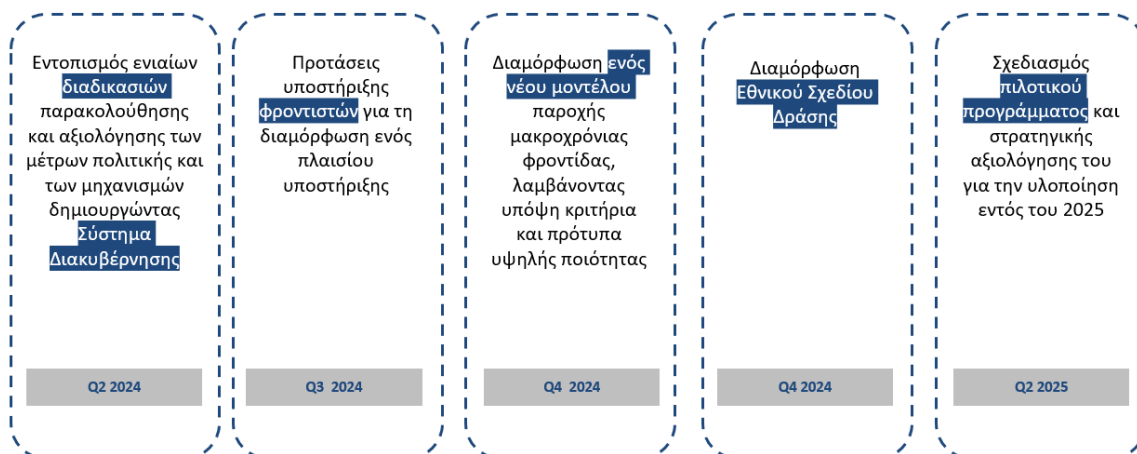 Εντοπισμός ενιαίων
διαδικασιών
παρακολούθησης
και αξιολόγησης των
μέτρων πολιτικής και
των μηχανισμών
δημιουργώντας
Σύστημα
Διακυβέρνησης
Q2 2024
Προτάσεις
υποστήριξης
φροντιστών για τη
διαμόρφωση ενός
πλαισίου
υποστήριξης
Q3 2024
Διαμόρφωση ενός
νέου μοντέλου
παροχής
μακροχρόνιας
φροντίδας,
λαμβάνοντας
υπόψη κριτήρια
και πρότυπα
υψηλής ποιότητας
Q4 2024
Διαμόρφωση
Εθνικού Σχεδίου
Δράσης
Q4 2024
Σχεδιασμός
πιλοτικού
προγράμματος και
στρατηγικής
αξιολόγησης του
για την υλοποίηση
εντός του 2025
Q2 2025